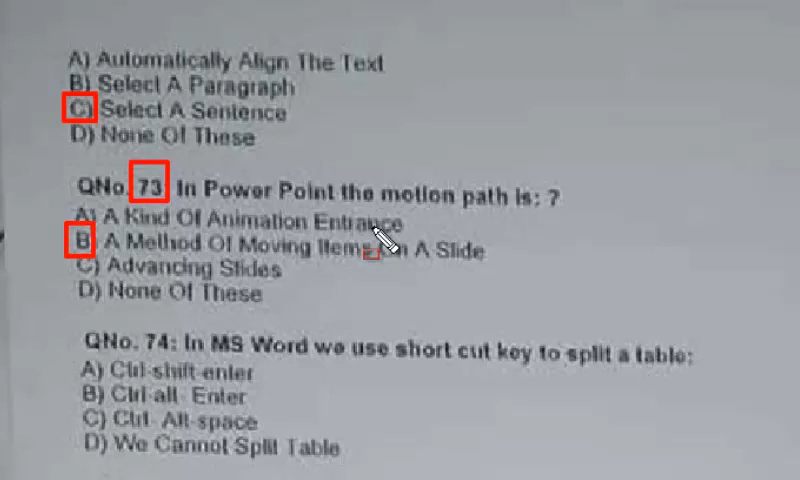 A) Automatically Align The Text
B) Select A Paragraph
C) Select A Sentence
D) None Of These
QNo. 73 In Power Point the motion path is: ?
A) A Kind Of Animation Entrance
B) A Method Of Moving Items On A Slide
C) Advancing Slides
D) None Of These
QNo. 74: In MS Word we use short cut key to split a table:
A) Ctrl-shift-enter
B) Ctrl-alt- Enter
C) Ctrl- Alt-space
D) We Cannot Split Table